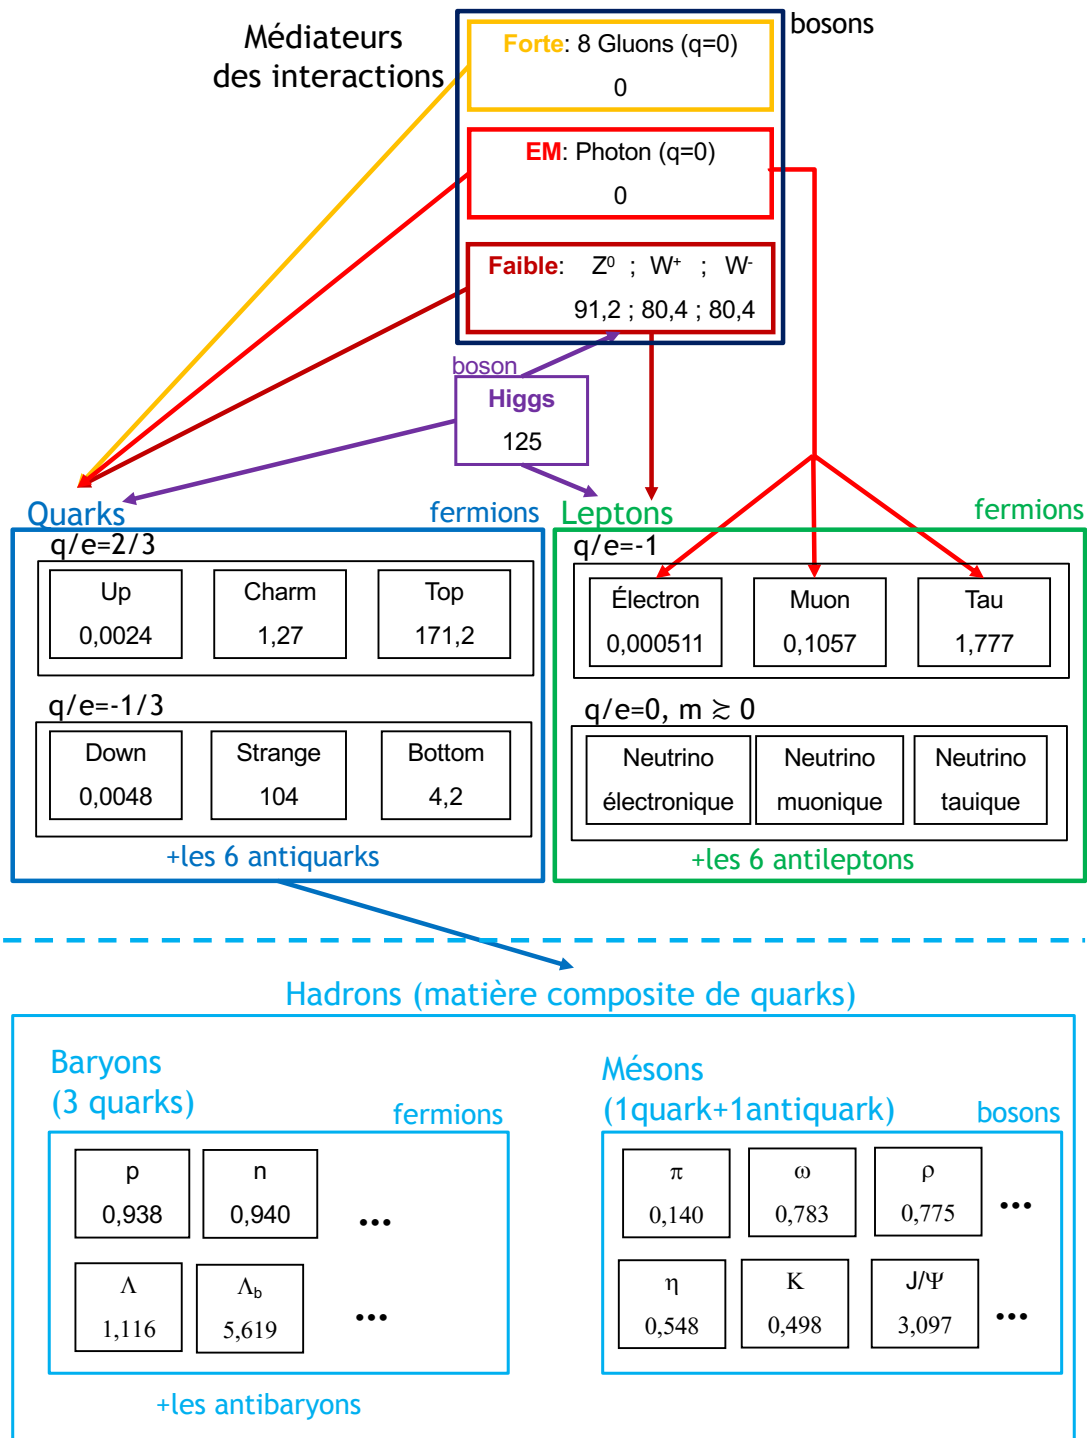 Médiateurs
des interactions
bosons
Forte: 8 Gluons (q=0)
0
EM: Photon (q=0)
0
Faible: Z⁰ ; W⁺ ; W⁻
91,2 ; 80,4 ; 80,4
boson
Higgs
125
Quarks
fermions
q/e=2/3
Up
0,0024
Charm
1,27
Top
171,2
q/e=-1/3
Down
0,0048
Strange
104
Bottom
4,2
+les 6 antiquarks
Leptons
fermions
q/e=-1
Électron
0,000511
Muon
0,1057
Tau
1,777
q/e=0, m ≳ 0
Neutrino
électronique
Neutrino
muonique
Neutrino
tauique
+les 6 antileptons
Hadrons (matière composite de quarks)
Baryons
(3 quarks)
fermions
p
0,938
n
0,940
...
Λ
1,116
Λb
5,619
...
+les antibaryons
Mésons
(1quark+1antiquark)
bosons
π
0,140
ω
0,783
ρ
0,775
...
η
0,548
K
0,498
J/Ψ
3,097
...